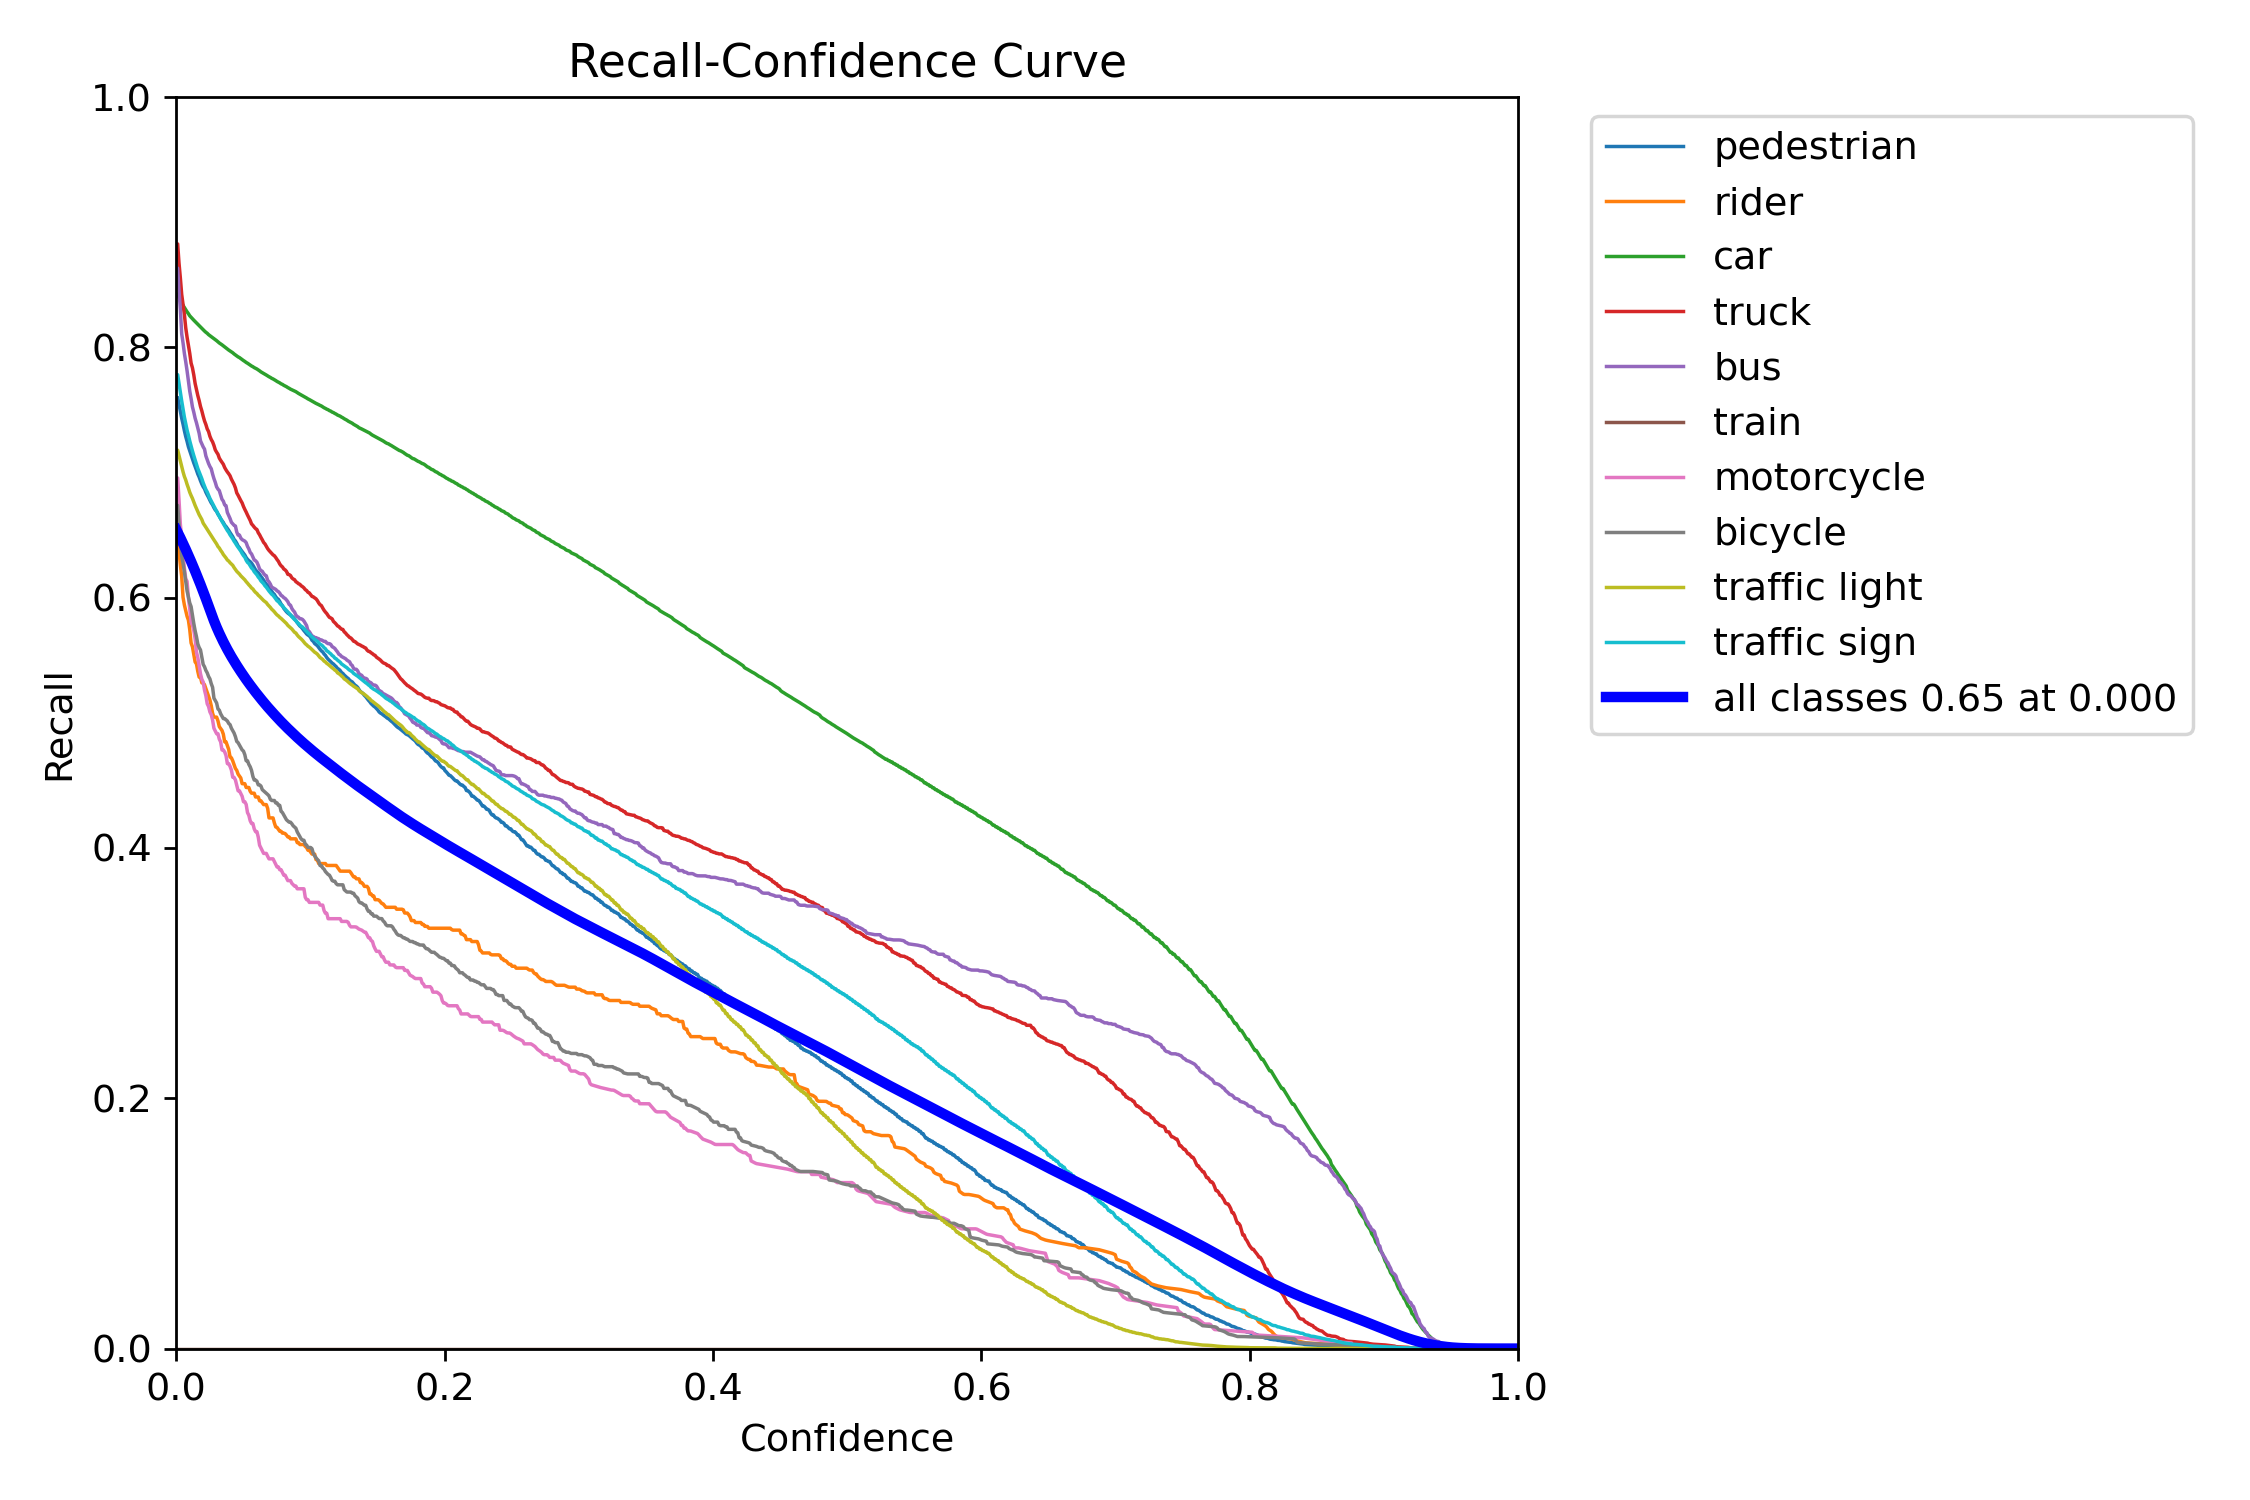 Recall-Confidence Curve
1.0
0.8
0.6
0.4
0.2
0.0
Recall
0.0 0.2 0.4 0.6 0.8 1.0
Confidence
pedestrian
rider
car
truck
bus
train
motorcycle
bicycle
traffic light
traffic sign
all classes 0.65 at 0.000